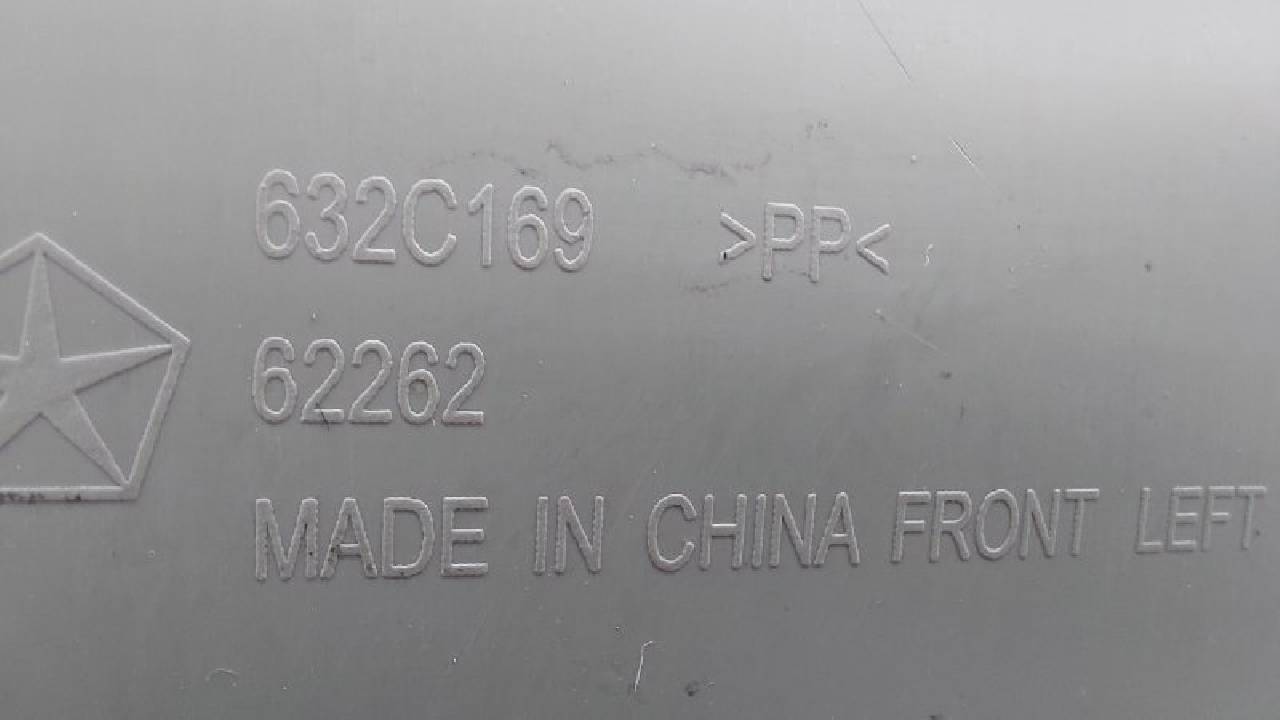 632C169 >PP<
62262
MADE IN CHINA FRONT LEFT